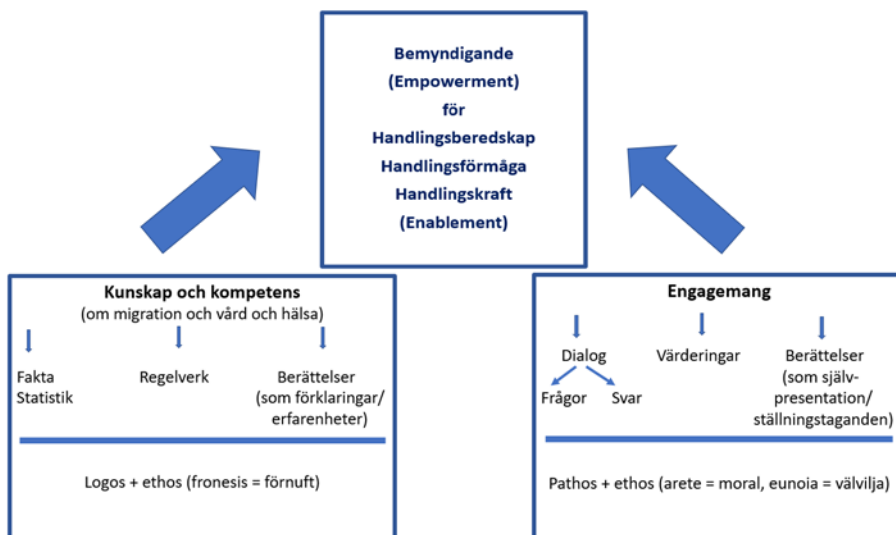 Bemyndigande
(Empowerment)
för
Handlingsberedskap
Handlingsförmåga
Handlingskraft
(Enablement)
Kunskap och kompetens
(om migration och vård och hälsa)
Fakta
Statistik
Regelverk
Berättelser
(som förklaringar/
erfarenheter)
Logos + ethos (fronesis = förnuft)
Engagemang
Dialog
Frågor
Svar
Värderingar
Berättelser
(som själv-
presentation/
ställningstaganden)
Pathos + ethos (arete = moral, eunoia = välvilja)